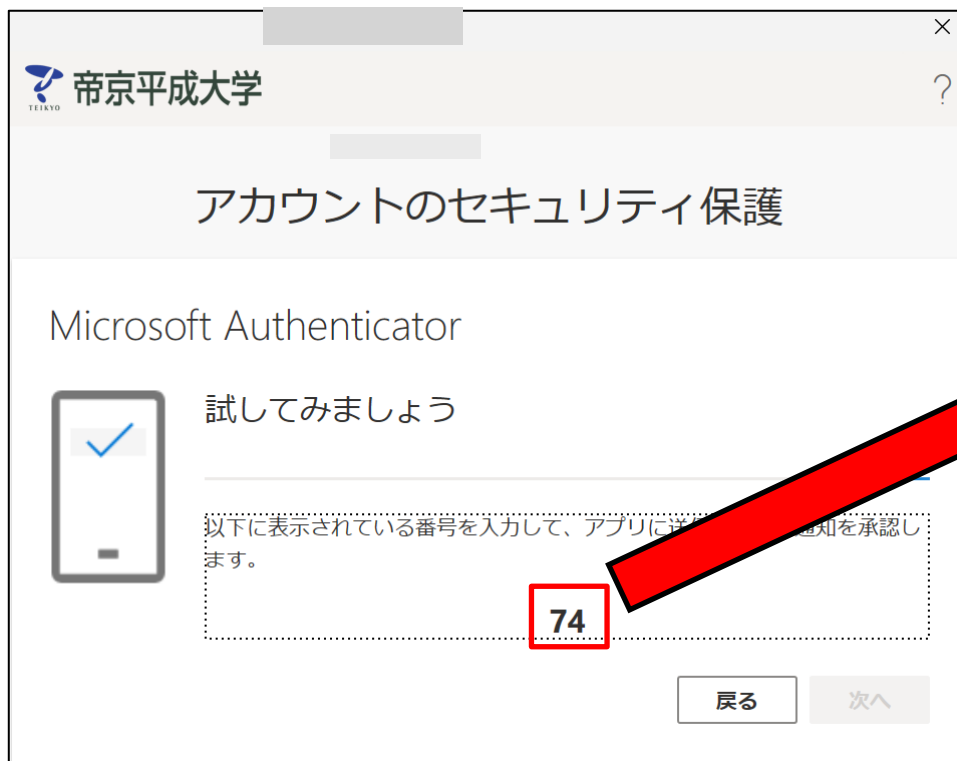 ×
TEIKYO
帝京平成大学
?
アカウントのセキュリティ保護
Microsoft Authenticator
試してみましょう
以下に表示されている番号を入力して、アプリに送 通知を承認し
ます。
74
戻る
次へ